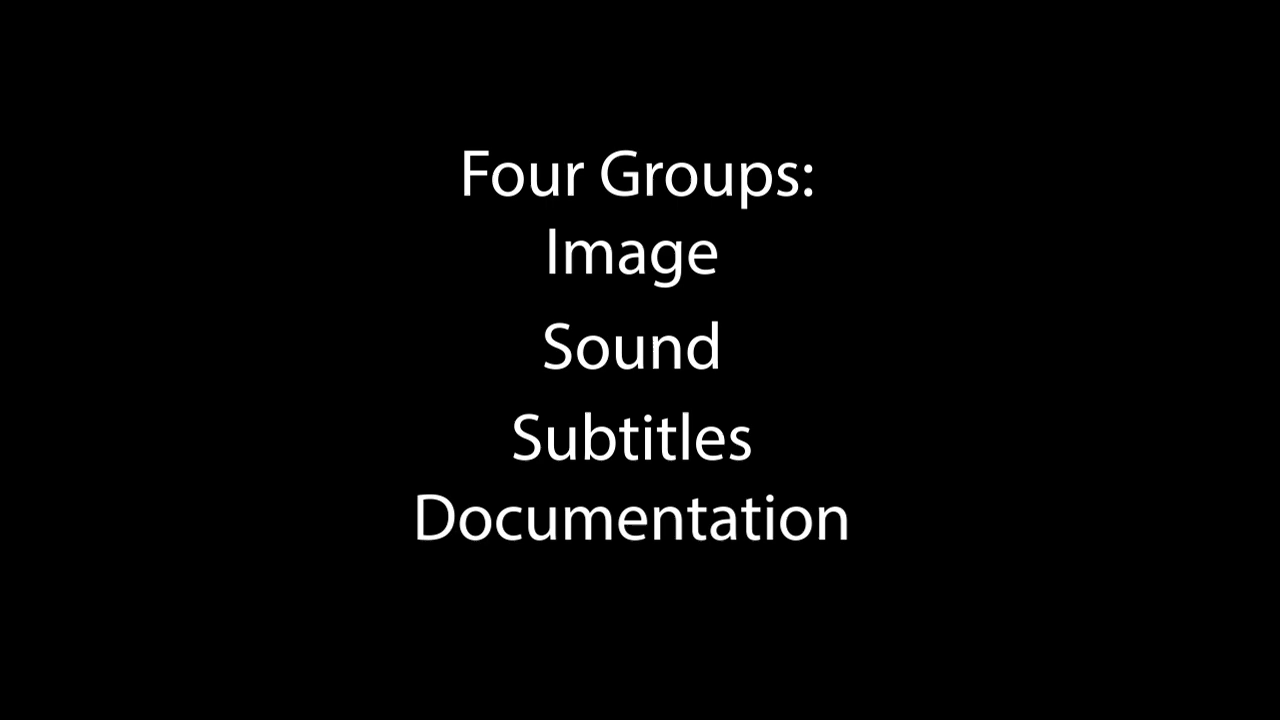 Four Groups:
Image
Sound
Subtitles
Documentation